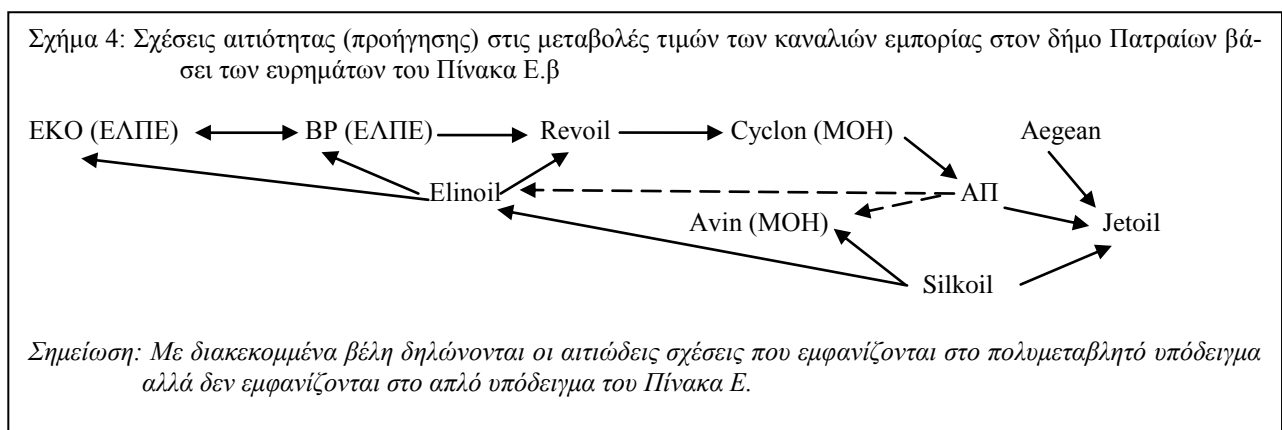 Σχήμα 4: Σχέσεις αιτιότητας (προήγησης) στις μεταβολές τιμών των καναλιών εμπορίας στον δήμο Πατραίων βά-
σει των ευρημάτων του Πίνακα Ε.β
ΕΚΟ (ΕΛΠΕ) BP (ΕΛΠΕ) Revoil Cyclon (ΜΟΗ) Aegean
Elinoil ΑΠ
Avin (ΜΟΗ) Jetoil
Silkoil
Σημείωση: Με διακεκομμένα βέλη δηλώνονται οι αιτιώδεις σχέσεις που εμφανίζονται στο πολυμεταβλητό υπόδειγμα
αλλά δεν εμφανίζονται στο απλό υπόδειγμα του Πίνακα Ε.